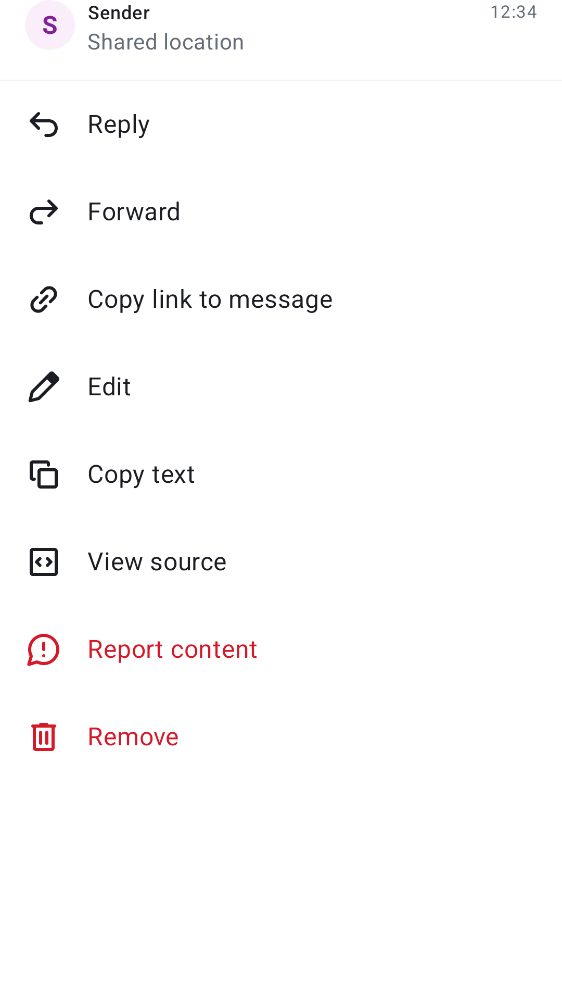 S
Sender
12:34
Shared location
Reply
Forward
Copy link to message
Edit
Copy text
View source
Report content
Remove